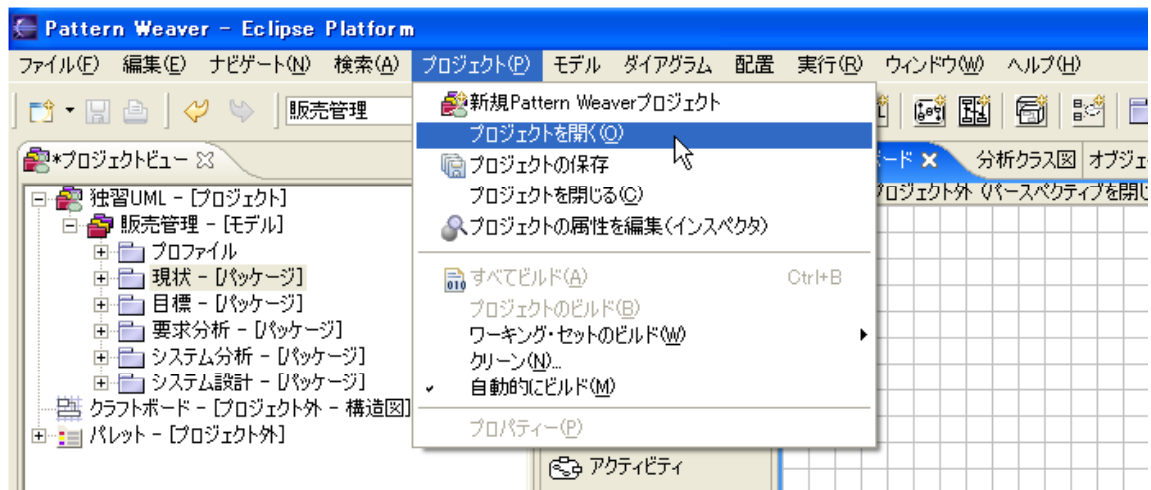 Pattern Weaver - Eclipse Platform
ファイル(F) 編集(E) ナビゲート(N) 検索(A) プロジェクト(P) モデル ダイアグラム 配置 実行(R) ウィンドウ(W) ヘルプ(H)
販売管理
*プロジェクトビュー
独習UML - [プロジェクト]
販売管理 - [モデル]
プロファイル
現状 - [パッケージ]
目標 - [パッケージ]
要求分析 - [パッケージ]
システム分析 - [パッケージ]
システム設計 - [パッケージ]
クラフトボード - [プロジェクト外 - 構造図]
パレット - [プロジェクト外]
新規Pattern Weaverプロジェクト
プロジェクトを開く(O)
プロジェクトの保存
プロジェクトを閉じる(C)
プロジェクトの属性を編集(インスペクタ)
すべてビルド(A) Ctrl+B
プロジェクトのビルド(B)
ワーキング・セットのビルド(W)
クリーン(N)...
自動的にビルド(M)
プロパティー(P)
アクティビティ
ード 分析クラス図 オブジェ
プロジェクト外 (パースペクティブを閉じ